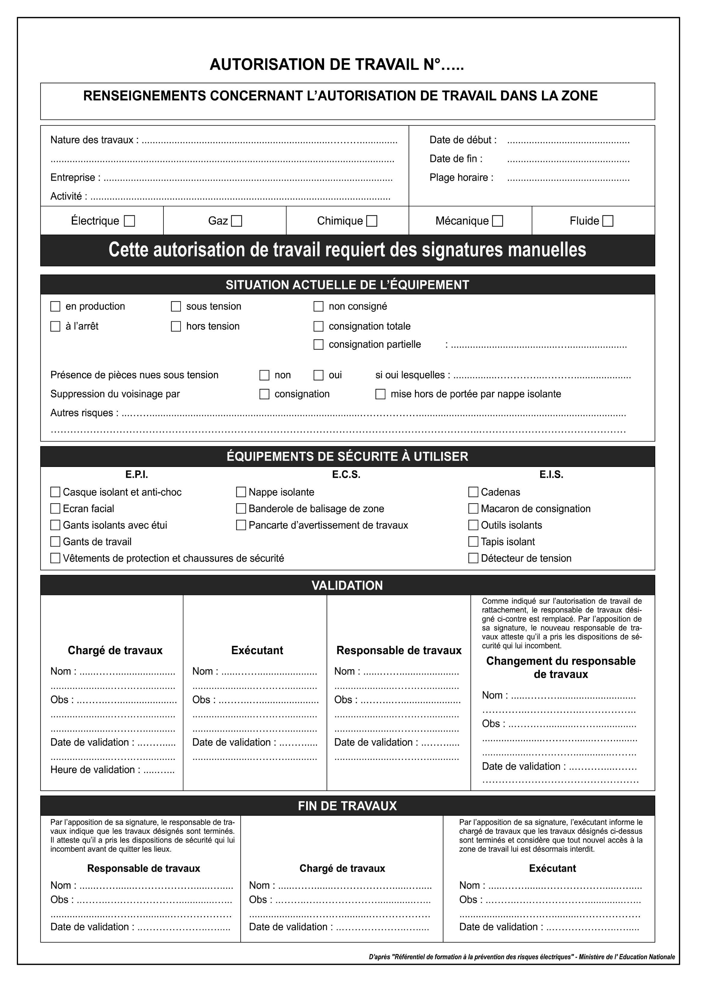 AUTORISATION DE TRAVAIL N°…..
RENSEIGNEMENTS CONCERNANT L’AUTORISATION DE TRAVAIL DANS LA ZONE
Nature des travaux : ........................................ Date de début : ....................
........................................ Date de fin : ....................
Entreprise : ........................................ Plage horaire : ....................
Activité : ........................................
Électrique ☐ Gaz ☐ Chimique ☐ Mécanique ☐ Fluide ☐
Cette autorisation de travail requiert des signatures manuelles
SITUATION ACTUELLE DE L’ÉQUIPEMENT
☐ en production ☐ sous tension ☐ non consigné
☐ à l’arrêt ☐ hors tension ☐ consignation totale
☐ consignation partielle : ........................................
Présence de pièces nues sous tension ☐ non ☐ oui si oui lesquelles : ........................................
Suppression du voisinage par ☐ consignation ☐ mise hors de portée par nappe isolante
Autres risques : ........................................
........................................
ÉQUIPEMENTS DE SÉCURITE À UTILISER
E.P.I. E.C.S. E.I.S.
☐ Casque isolant et anti-choc ☐ Nappe isolante ☐ Cadenas
☐ Ecran facial ☐ Banderole de balisage de zone ☐ Macaron de consignation
☐ Gants isolants avec étui ☐ Pancarte d’avertissement de travaux ☐ Outils isolants
☐ Gants de travail ☐ Tapis isolant
☐ Vêtements de protection et chaussures de sécurité ☐ Détecteur de tension
VALIDATION
Chargé de travaux
Nom : ....................
....................
Obs : ....................
....................
....................
Date de validation : ..........
....................
Heure de validation : ..........
Exécutant
Nom : ....................
....................
Obs : ....................
....................
....................
Date de validation : ..........
....................
Responsable de travaux
Nom : ....................
....................
Obs : ....................
....................
....................
Date de validation : ..........
....................
Comme indiqué sur l’autorisation de travail de
rattachement, le responsable de travaux dési-
gné ci-contre est remplacé. Par l’apposition de
sa signature, le nouveau responsable de tra-
vaux atteste qu’il a pris les dispositions de sé-
curité qui lui incombent.
Changement du responsable
de travaux
Nom : ....................
....................
Obs : ....................
....................
....................
Date de validation : ..........
....................
FIN DE TRAVAUX
Par l’apposition de sa signature, le responsable de tra-
vaux indique que les travaux désignés sont terminés.
Il atteste qu’il a pris les dispositions de sécurité qui lui
incombent avant de quitter les lieux.
Responsable de travaux
Nom : ....................
Obs : ....................
....................
Date de validation : ....................
Chargé de travaux
Nom : ....................
Obs : ....................
....................
Date de validation : ....................
Par l’apposition de sa signature, l’exécutant informe le
chargé de travaux que les travaux désignés ci-dessus
sont terminés et considère que tout nouvel accès à la
zone de travail lui est désormais interdit.
Exécutant
Nom : ....................
Obs : ....................
....................
Date de validation : ....................
D'après "Référentiel de formation à la prévention des risques électriques" - Ministère de l' Education Nationale